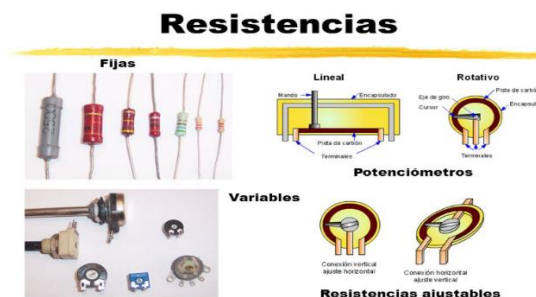 Resistencias
Fijas
Lineal
Rotativo
Mando
Encapsulado
Pista de carbón
Terminales
Eje de giro
Cursor
Pista de carbón
Encapsu
Terminales
Potenciómetros
Variables
Conexión vertical
ajuste horizontal
Conexión horizontal
ajuste vertical
Resistencias ajustables